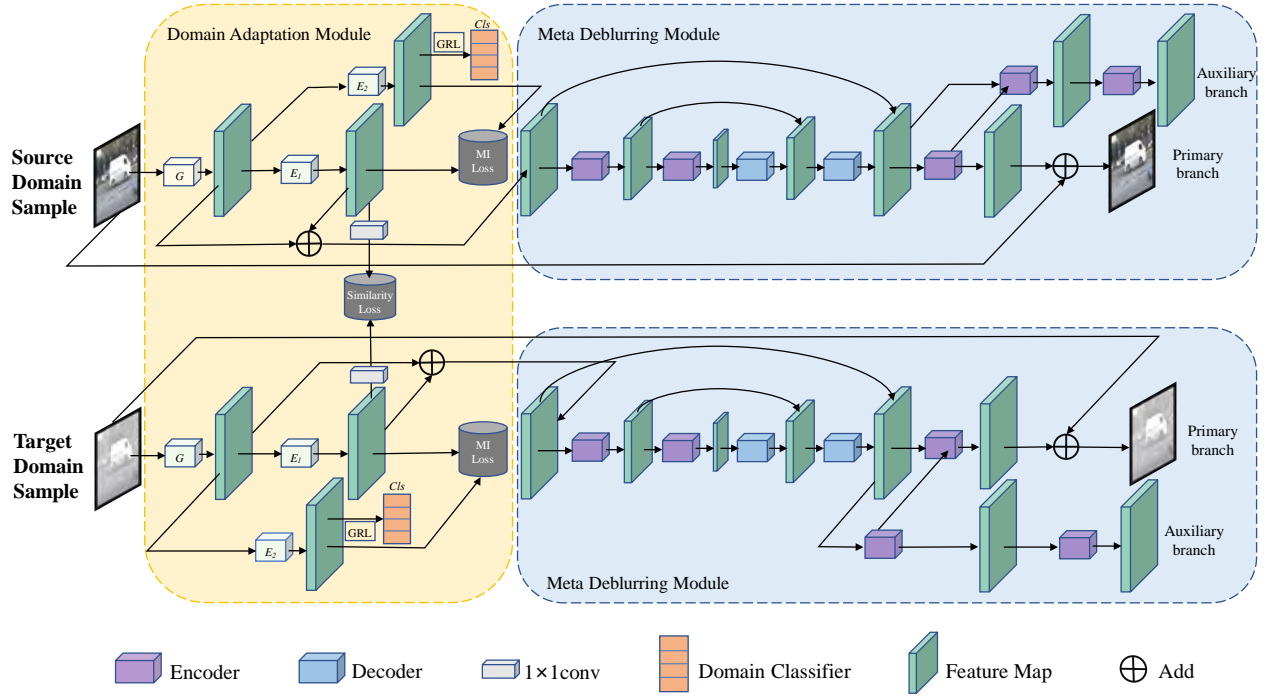 Domain Adaptation Module
Cls
GRL
E2
Meta Deblurring Module
Auxiliary
branch
Source
Domain
Sample
G
E1
MI
Loss
Primary
branch
Similarity
Loss
Target
Domain
Sample
G
E1
MI
Loss
Primary
branch
Cls
GRL
E2
Auxiliary
branch
Meta Deblurring Module
Encoder
Decoder
1×1conv
Domain Classifier
Feature Map
Add